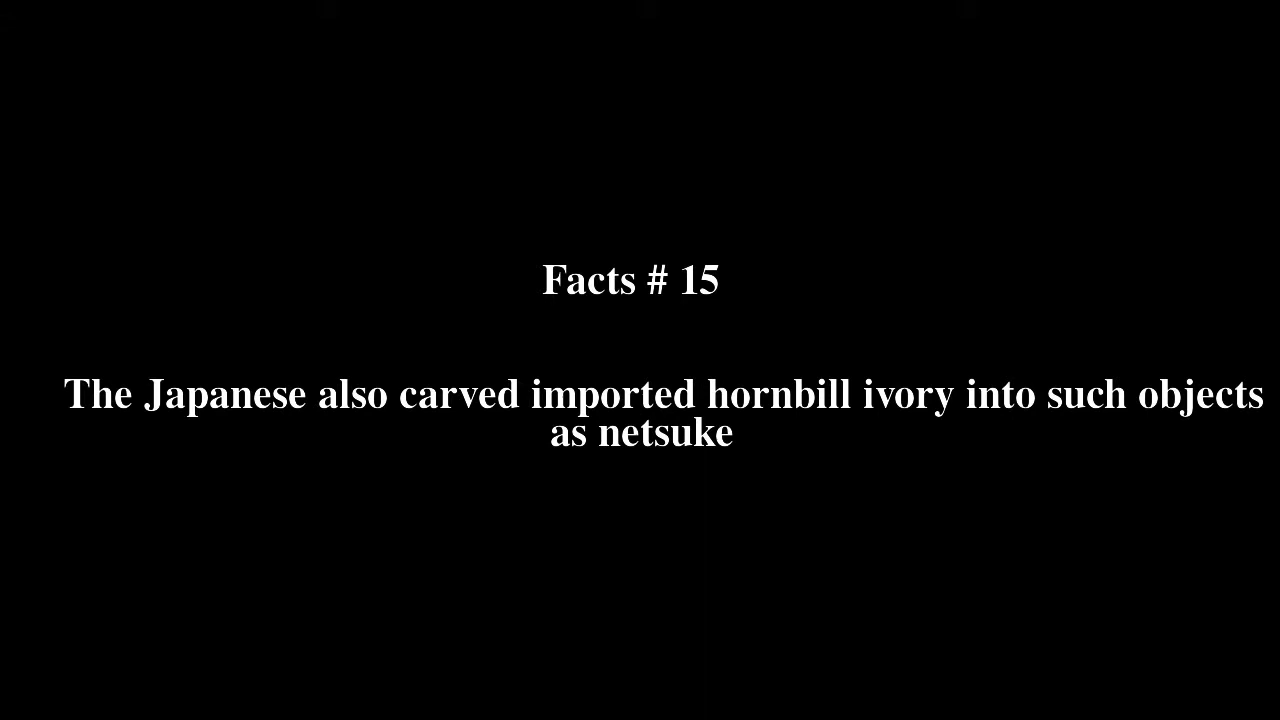 Facts # 15
The Japanese also carved imported hornbill ivory into such objects
as netsuke